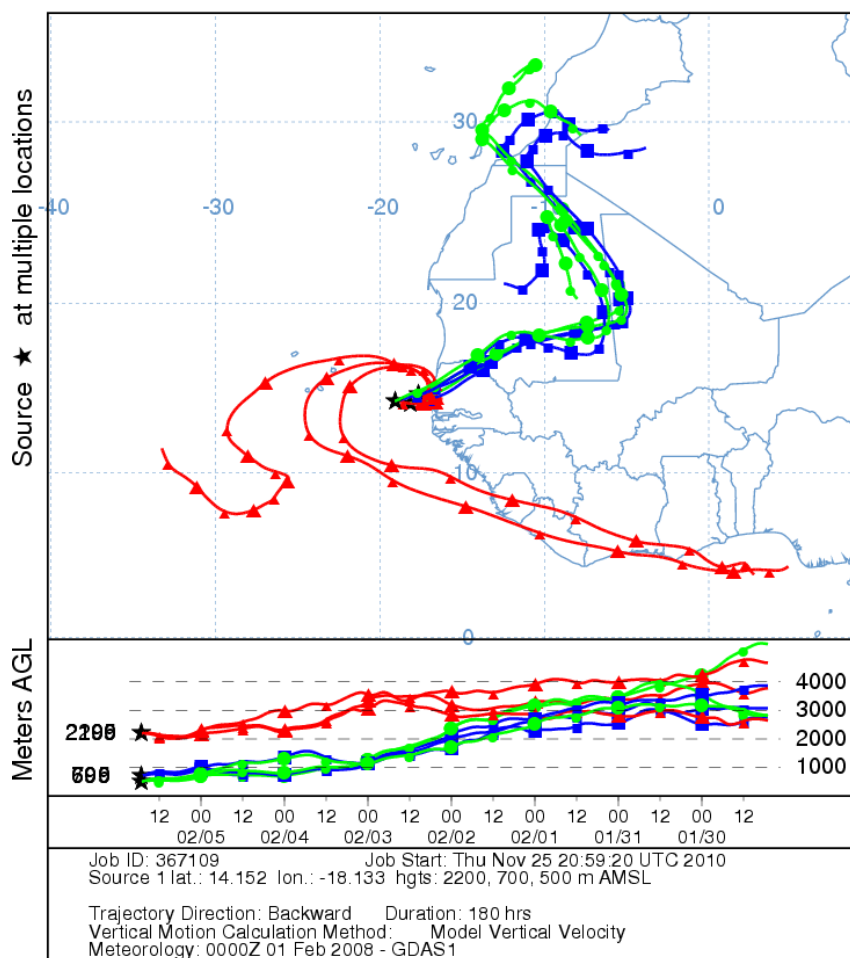 Source ★ at multiple locations
-40
-30
-20
-10
0
30
20
10
0
Meters AGL
4000
3000
2000
1000
12 00 12 00 12 00 12 00 12 00 12 00 12 00 12
02/05 02/04 02/03 02/02 02/01 01/31 01/30
Job ID: 367109 Job Start: Thu Nov 25 20:59:20 UTC 2010
Source 1 lat.: 14.152 lon.: -18.133 hgts: 2200, 700, 500 m AMSL
Trajectory Direction: Backward Duration: 180 hrs
Vertical Motion Calculation Method: Model Vertical Velocity
Meteorology: 0000Z 01 Feb 2008 - GDAS1